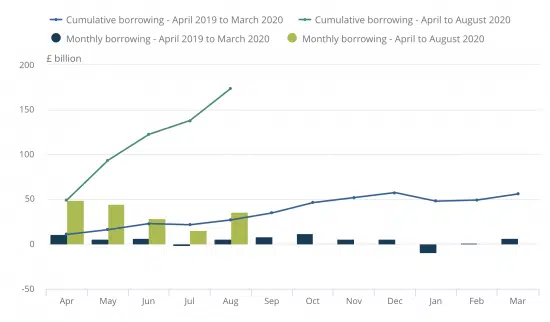 Cumulative borrowing - April 2019 to March 2020 Cumulative borrowing - April to August 2020
Monthly borrowing - April 2019 to March 2020 Monthly borrowing - April to August 2020
£ billion
200
150
100
50
0
-50
Apr May Jun Jul Aug Sep Oct Nov Dec Jan Feb Mar